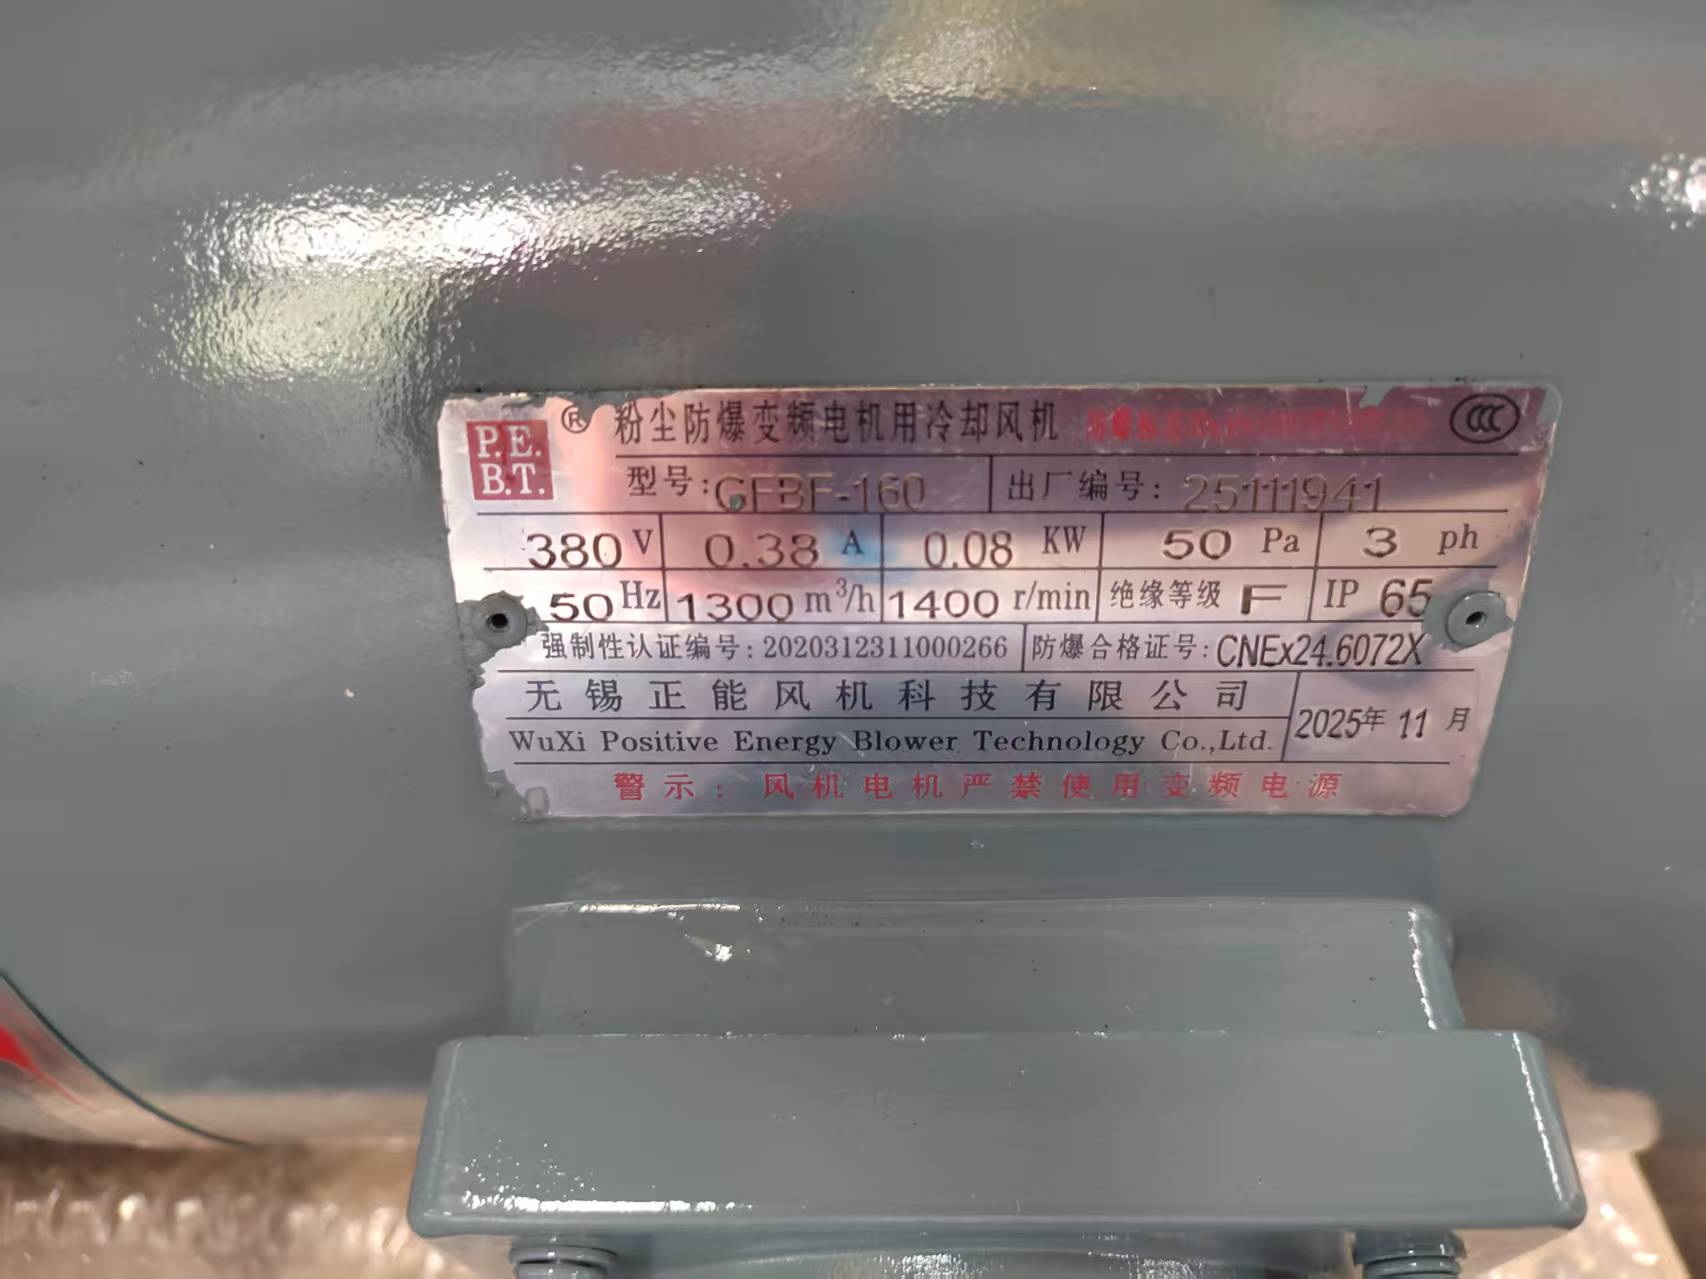 P.E.
B.T.
® 粉尘防爆变频电机用冷却风机 CCC
型号:GFBF-160 出厂编号:25111941
380 V 0.38 A 0.08 KW 50 Pa 3 ph
50 Hz 1300 m³/h 1400 r/min 绝缘等级 F IP 65
强制性认证编号:2020312311000266 防爆合格证号:CNEx24.6072X
无锡正能风机科技有限公司
WuXi Positive Energy Blower Technology Co.,Ltd.
2025年 11 月
警示:风机电机严禁使用变频电源